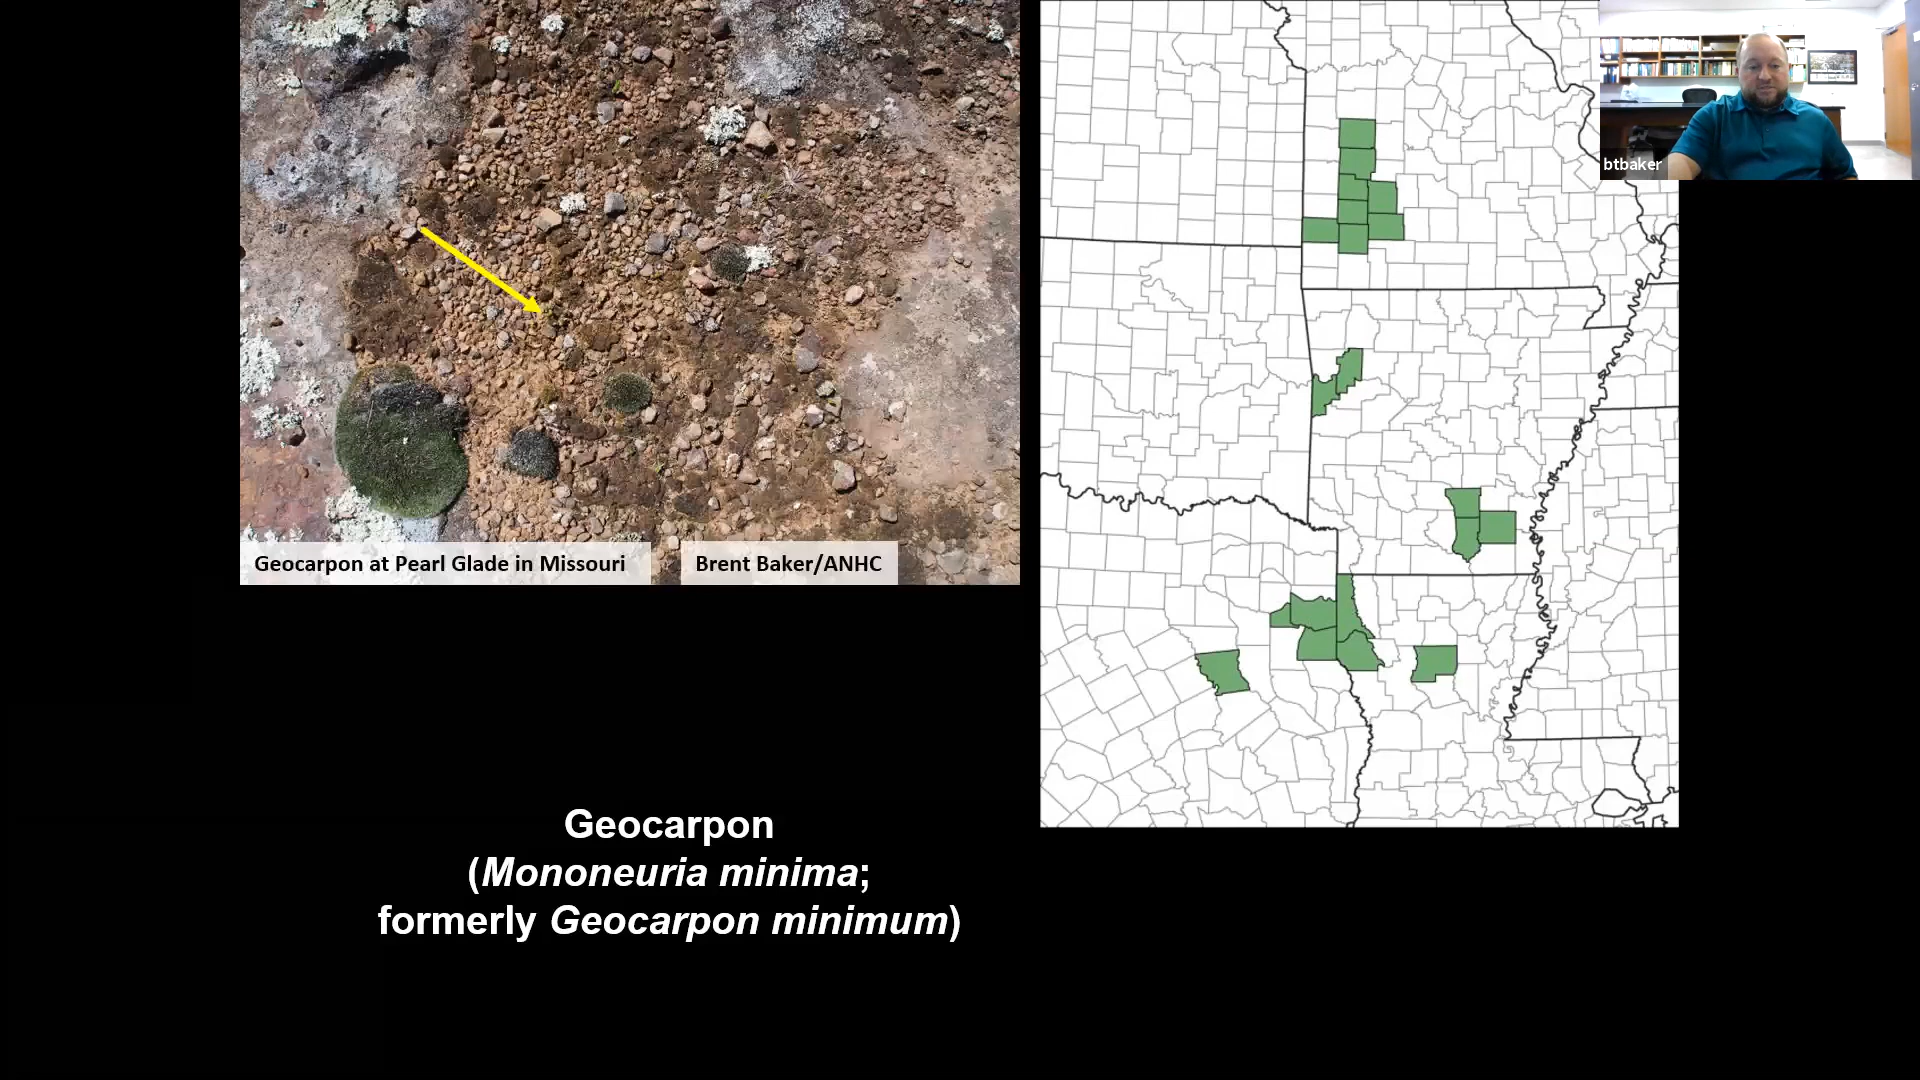 btbaker
Geocarpon at Pearl Glade in Missouri
Brent Baker/ANHC
Geocarpon
(Mononeuria minima;
formerly Geocarpon minimum)